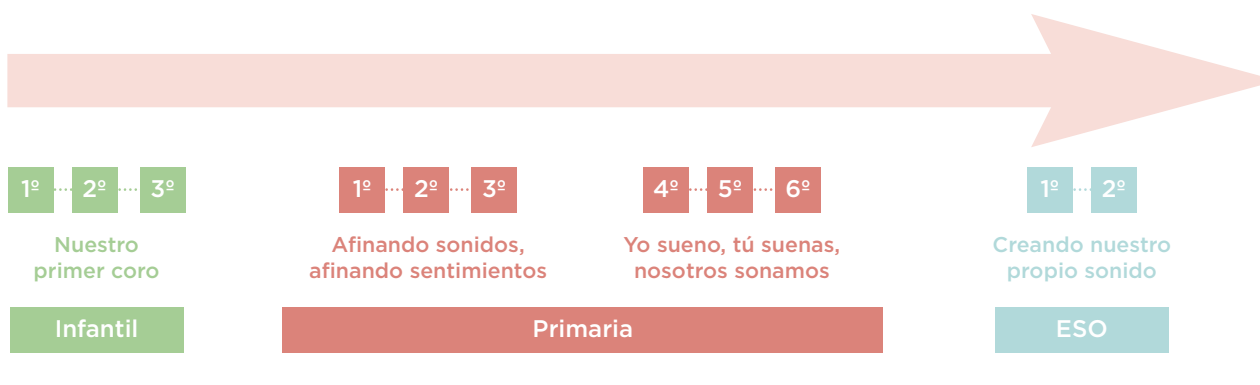 1º 2º 3º
Nuestro
primer coro
Infantil
1º 2º 3º
Afinando sonidos,
afinando sentimientos
4º 5º 6º
Yo sueno, tú suenas,
nosotros sonamos
Primaria
1º 2º
Creando nuestro
propio sonido
ESO